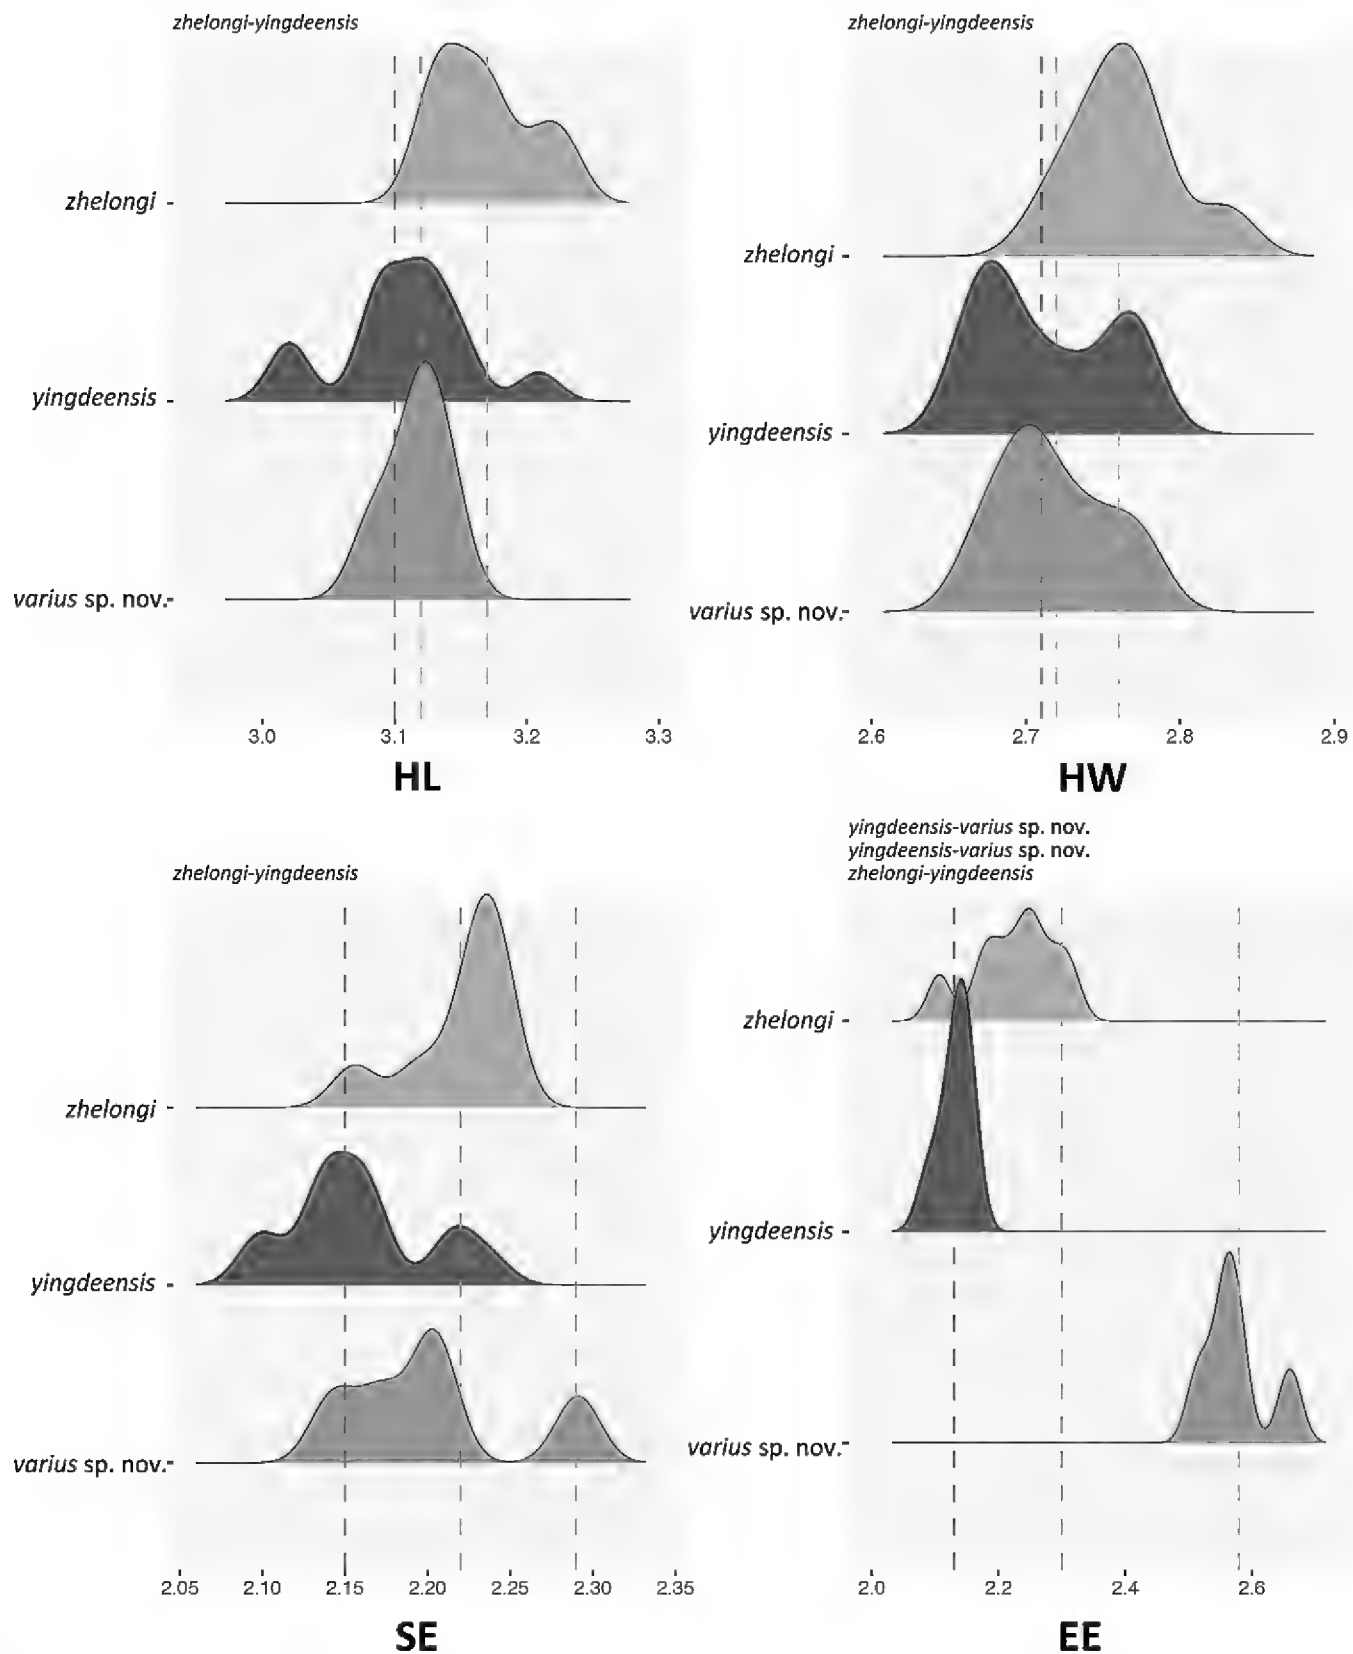 zhelongi-yingdeensis
zhelongi
yingdeensis
varius sp. nov.
3.0 3.1 3.2 3.3
HL
zhelongi-yingdeensis
zhelongi
yingdeensis
varius sp. nov.
2.6 2.7 2.8 2.9
HW
zhelongi-yingdeensis
zhelongi
yingdeensis
varius sp. nov.
2.05 2.10 2.15 2.20 2.25 2.30 2.35
SE
yingdeensis-varius sp. nov.
yingdeensis-varius sp. nov.
zhelongi-yingdeensis
zhelongi
yingdeensis
varius sp. nov.
2.0 2.2 2.4 2.6
EE